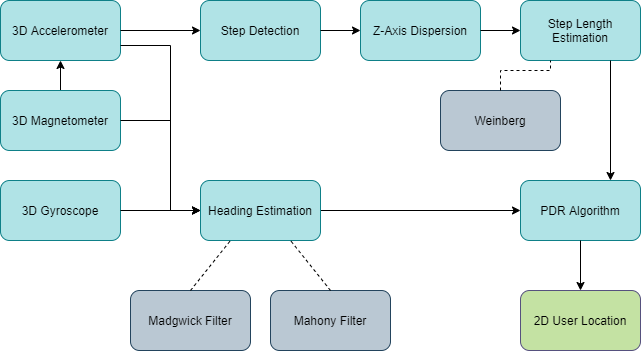 3D Accelerometer
Step Detection
Z-Axis Dispersion
Step Length
Estimation
3D Magnetometer
Weinberg
3D Gyroscope
Heading Estimation
PDR Algorithm
Madgwick Filter
Mahony Filter
2D User Location